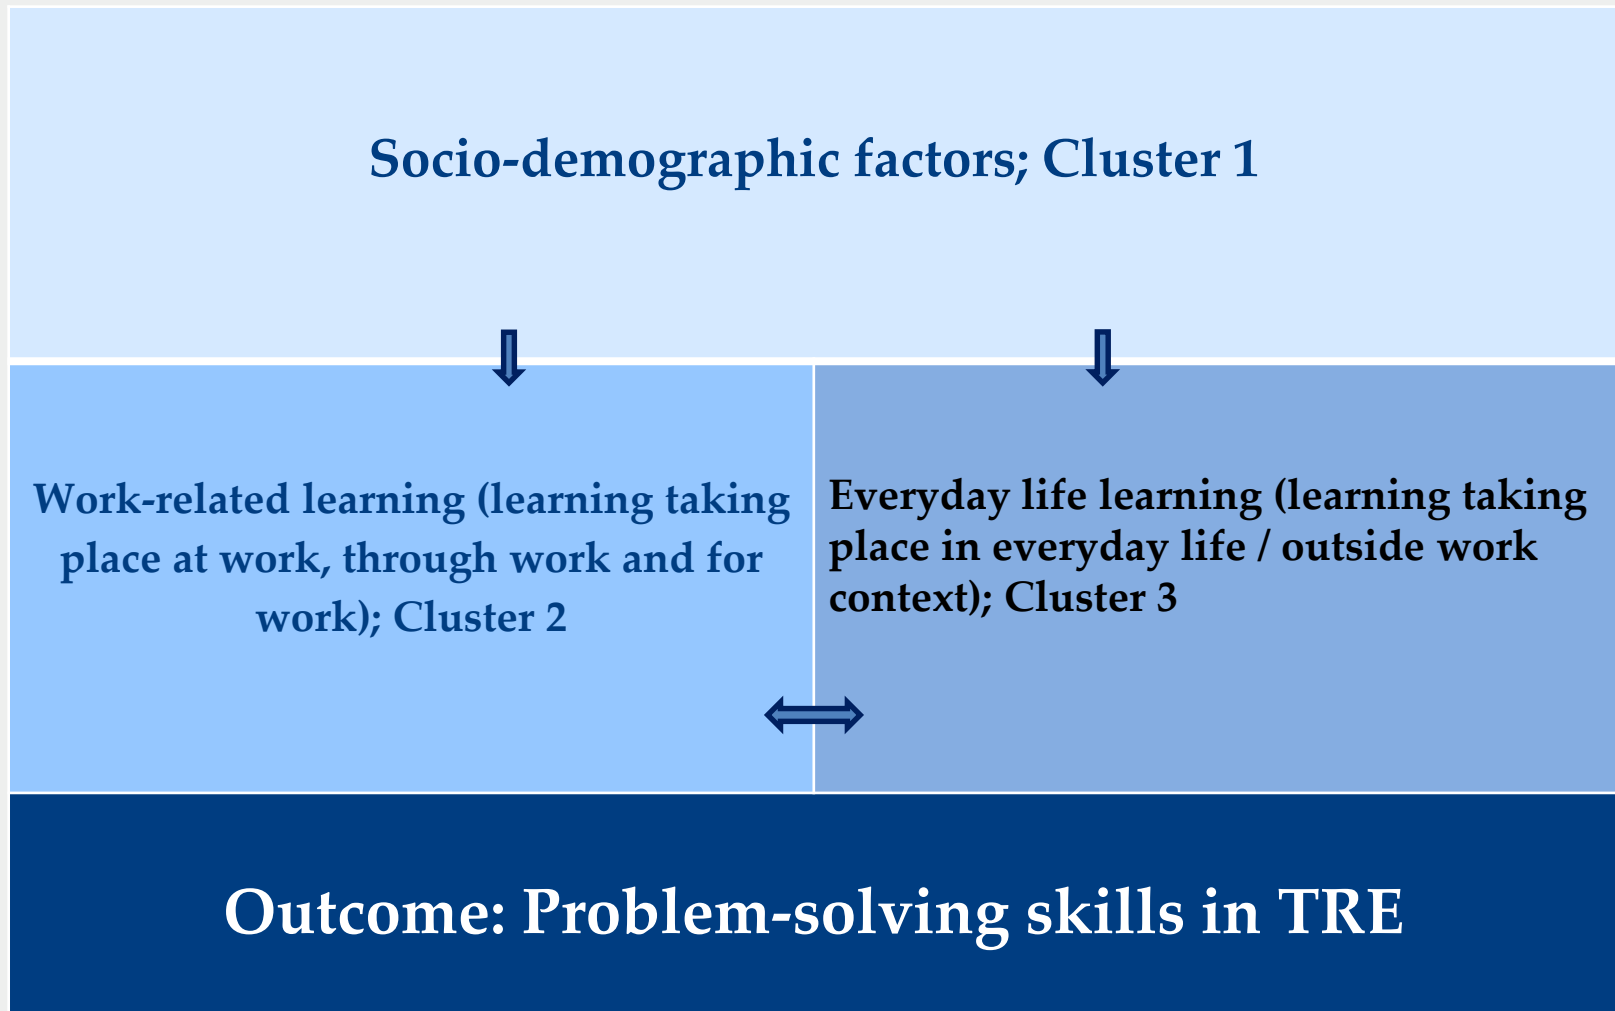 Socio-demographic factors; Cluster 1
Work-related learning (learning taking
place at work, through work and for
work); Cluster 2
Everyday life learning (learning taking
place in everyday life / outside work
context); Cluster 3
Outcome: Problem-solving skills in TRE